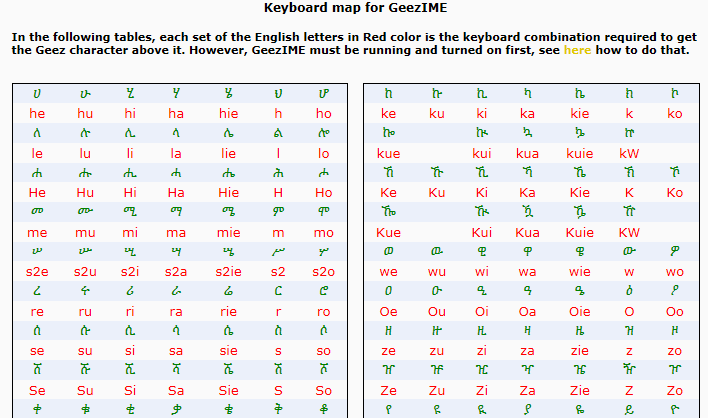 Keyboard map for GeezIME
In the following tables, each set of the English letters in Red color is the keyboard combination required to get
the Geez character above it. However, GeezIME must be running and turned on first, see here how to do that.
ሀ ሁ ሂ ሃ ሄ ህ ሆ
he hu hi ha hie h ho
ለ ሉ ሊ ላ ሌ ል ሎ
le lu li la lie l lo
ሐ ሑ ሒ ሓ ሔ ሕ ሖ
He Hu Hi Ha Hie H Ho
መ ሙ ሚ ማ ሜ ም ሞ
me mu mi ma mie m mo
ሠ ሡ ሢ ሣ ሤ ሥ ሦ
s2e s2u s2i s2a s2ie s2 s2o
ረ ሩ ሪ ራ ሬ ር ሮ
re ru ri ra rie r ro
ሰ ሱ ሲ ሳ ሴ ስ ሶ
se su si sa sie s so
ሸ ሹ ሺ ሻ ሼ ሽ ሾ
Se Su Si Sa Sie S So
ቀ ቁ ቂ ቃ ቄ ቅ ቆ
ከ ኩ ኪ ካ ኬ ክ ኮ
ke ku ki ka kie k ko
ኰ ኲ ኳ ኴ ኵ
kue kui kua kuie kW
ኸ ኹ ኺ ኻ ኼ ኽ ኾ
Ke Ku Ki Ka Kie K Ko
ዀ ዂ ዃ ዄ ዅ
Kue Kui Kua Kuie KW
ወ ዉ ዊ ዋ ዌ ው ዎ
we wu wi wa wie w wo
ዐ ዑ ዒ ዓ ዔ ዕ ዖ
Oe Ou Oi Oa Oie O Oo
ዘ ዙ ዚ ዛ ዜ ዝ ዞ
ze zu zi za zie z zo
ዠ ዡ ዢ ዣ ዤ ዥ ዦ
Ze Zu Zi Za Zie Z Zo
የ ዩ ዪ ያ ዬ ይ ዮ